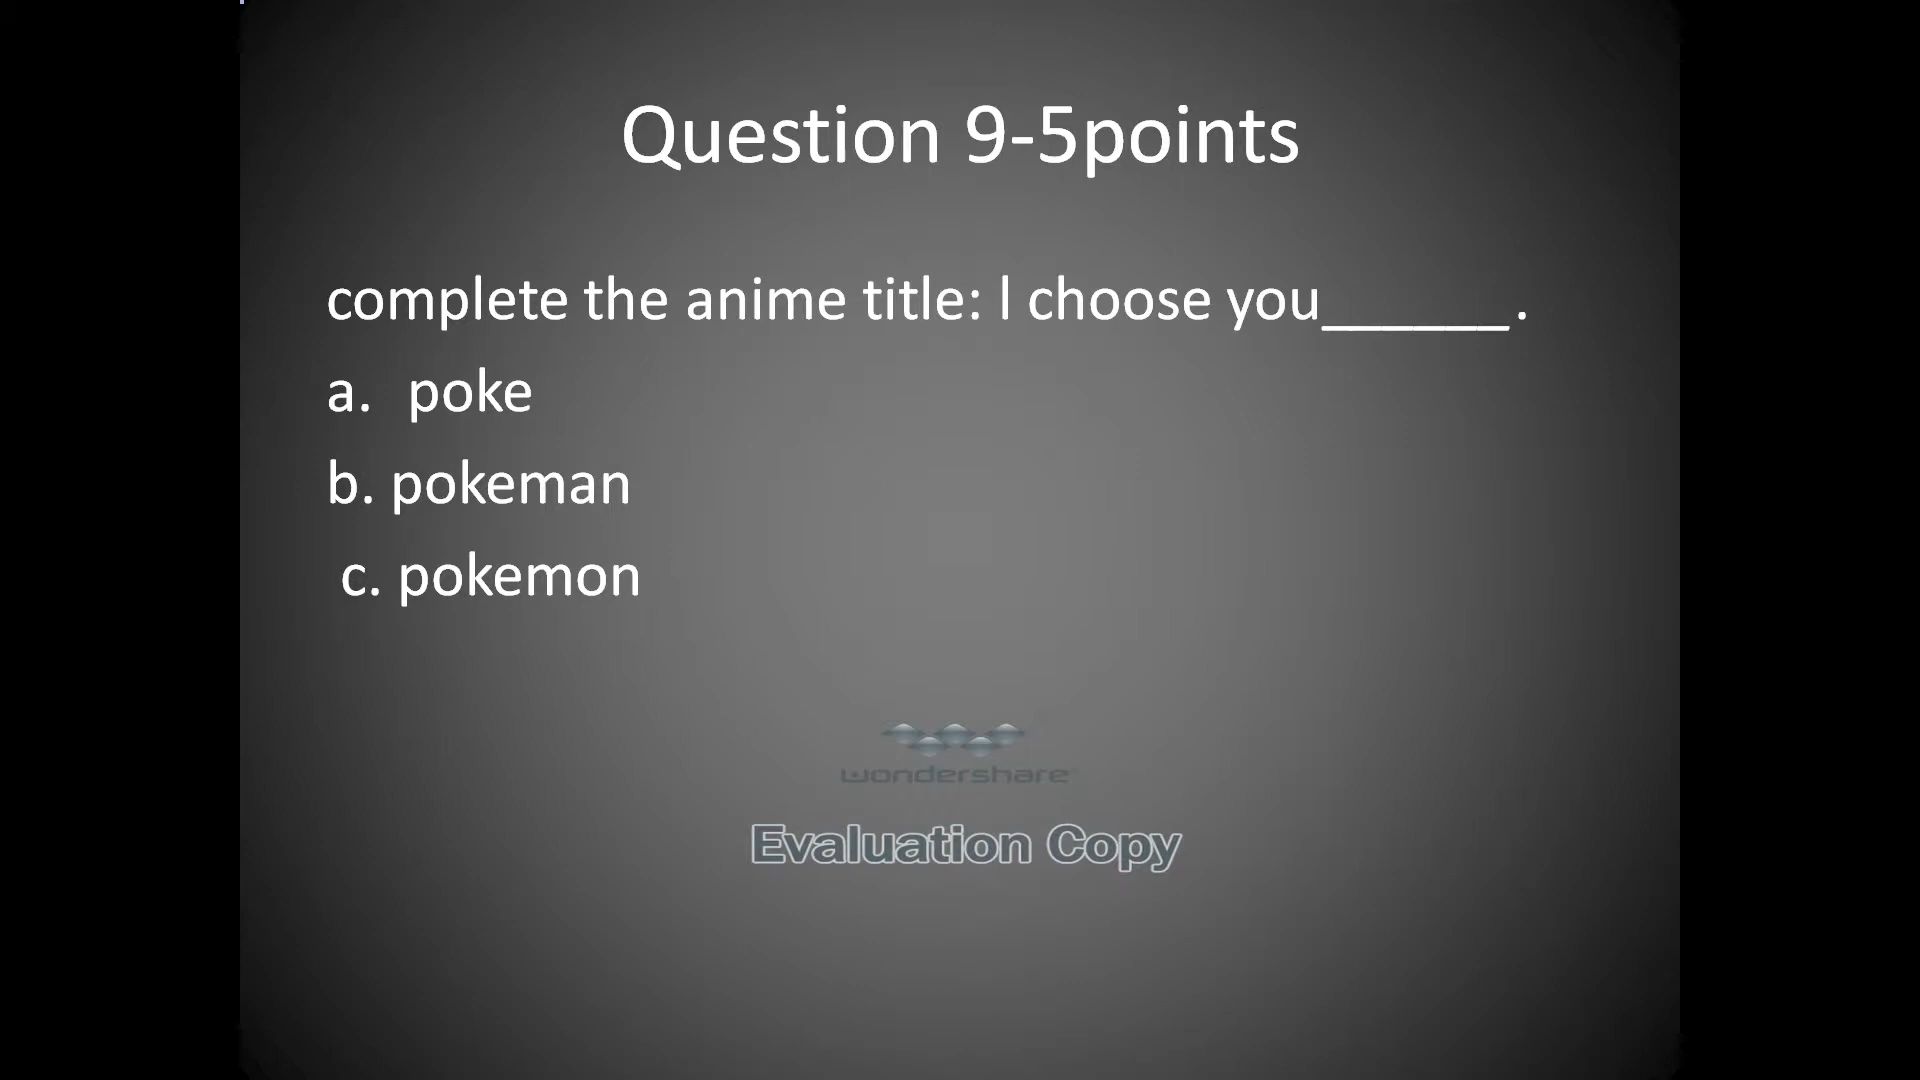 Question 9-5points
complete the anime title: I choose you______.
a. poke
b. pokeman
c. pokemon
wondershare
Evaluation Copy